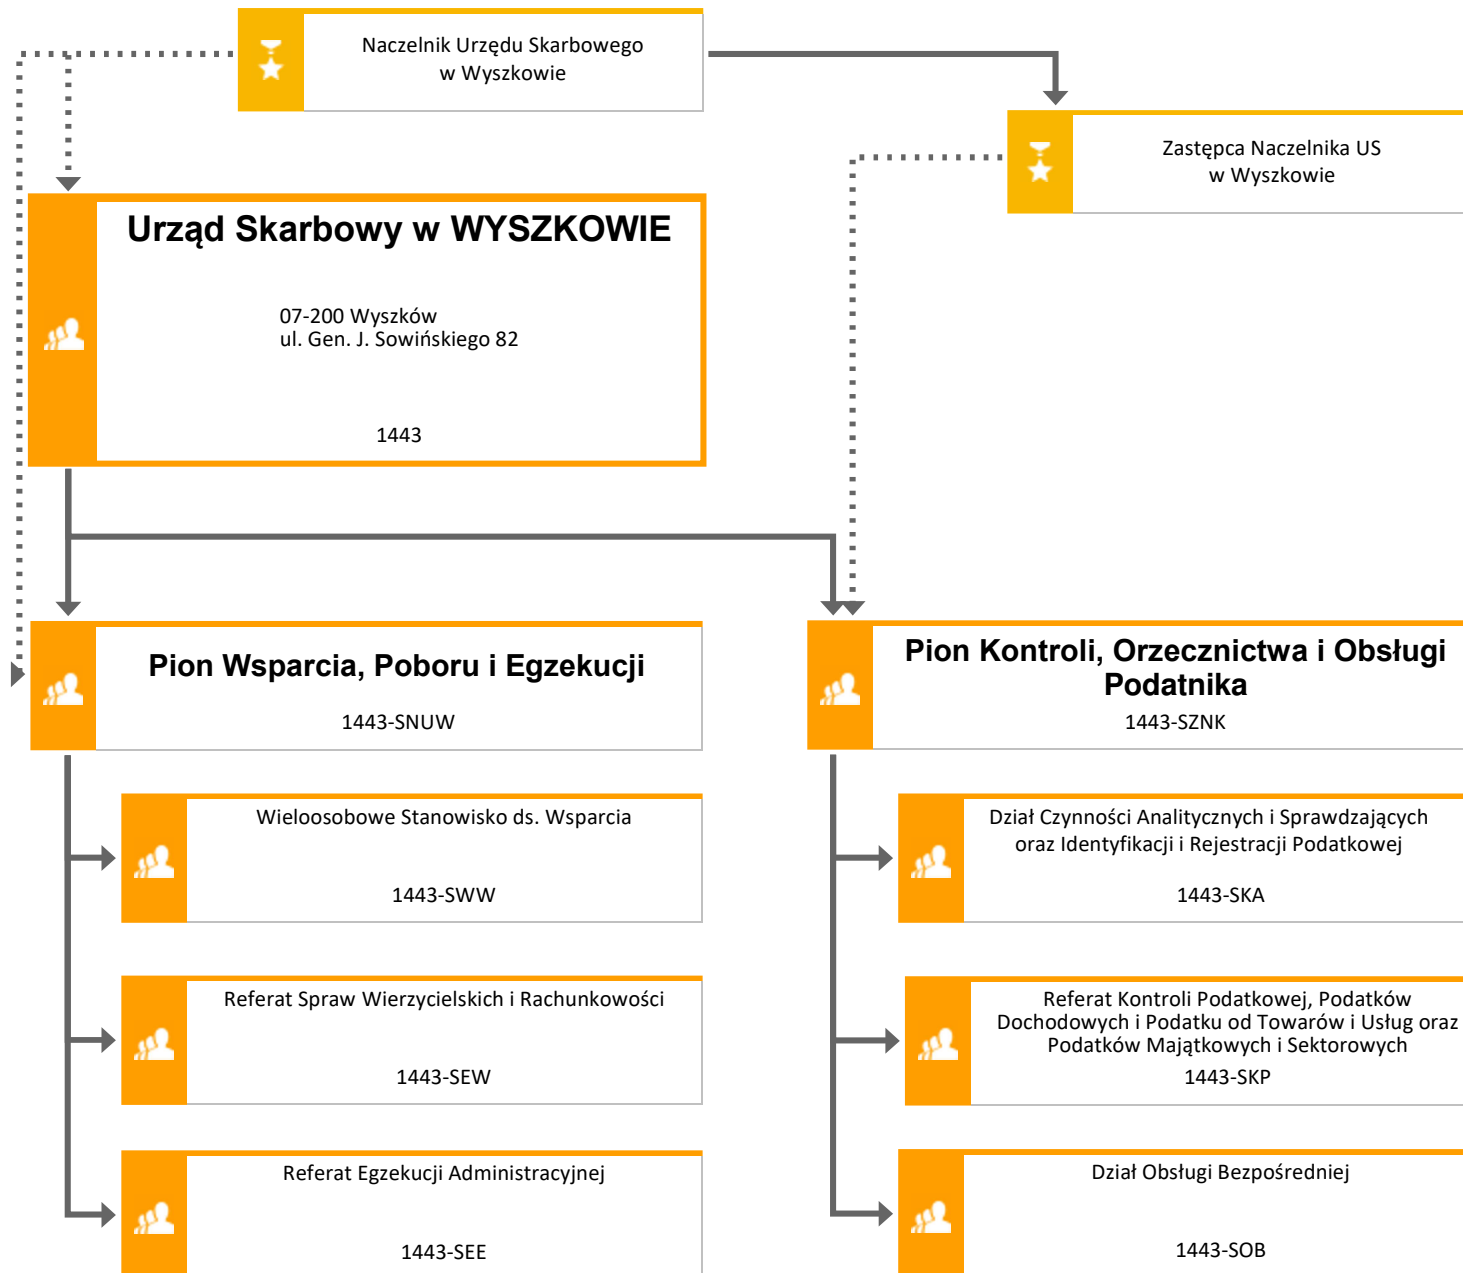 Naczelnik Urzędu Skarbowego
w Wyszkowie
Zastępca Naczelnika US
w Wyszkowie
Urząd Skarbowy w WYSZKOWIE
07-200 Wyszków
ul. Gen. J. Sowińskiego 82
1443
Pion Wsparcia, Poboru i Egzekucji
1443-SNUW
Wieloosobowe Stanowisko ds. Wsparcia
1443-SWW
Referat Spraw Wierzycielskich i Rachunkowości
1443-SEW
Referat Egzekucji Administracyjnej
1443-SEE
Pion Kontroli, Orzecznictwa i Obsługi
Podatnika
1443-SZNK
Dział Czynności Analitycznych i Sprawdzających
oraz Identyfikacji i Rejestracji Podatkowej
1443-SKA
Referat Kontroli Podatkowej, Podatków
Dochodowych i Podatku od Towarów i Usług oraz
Podatków Majątkowych i Sektorowych
1443-SKP
Dział Obsługi Bezpośredniej
1443-SOB